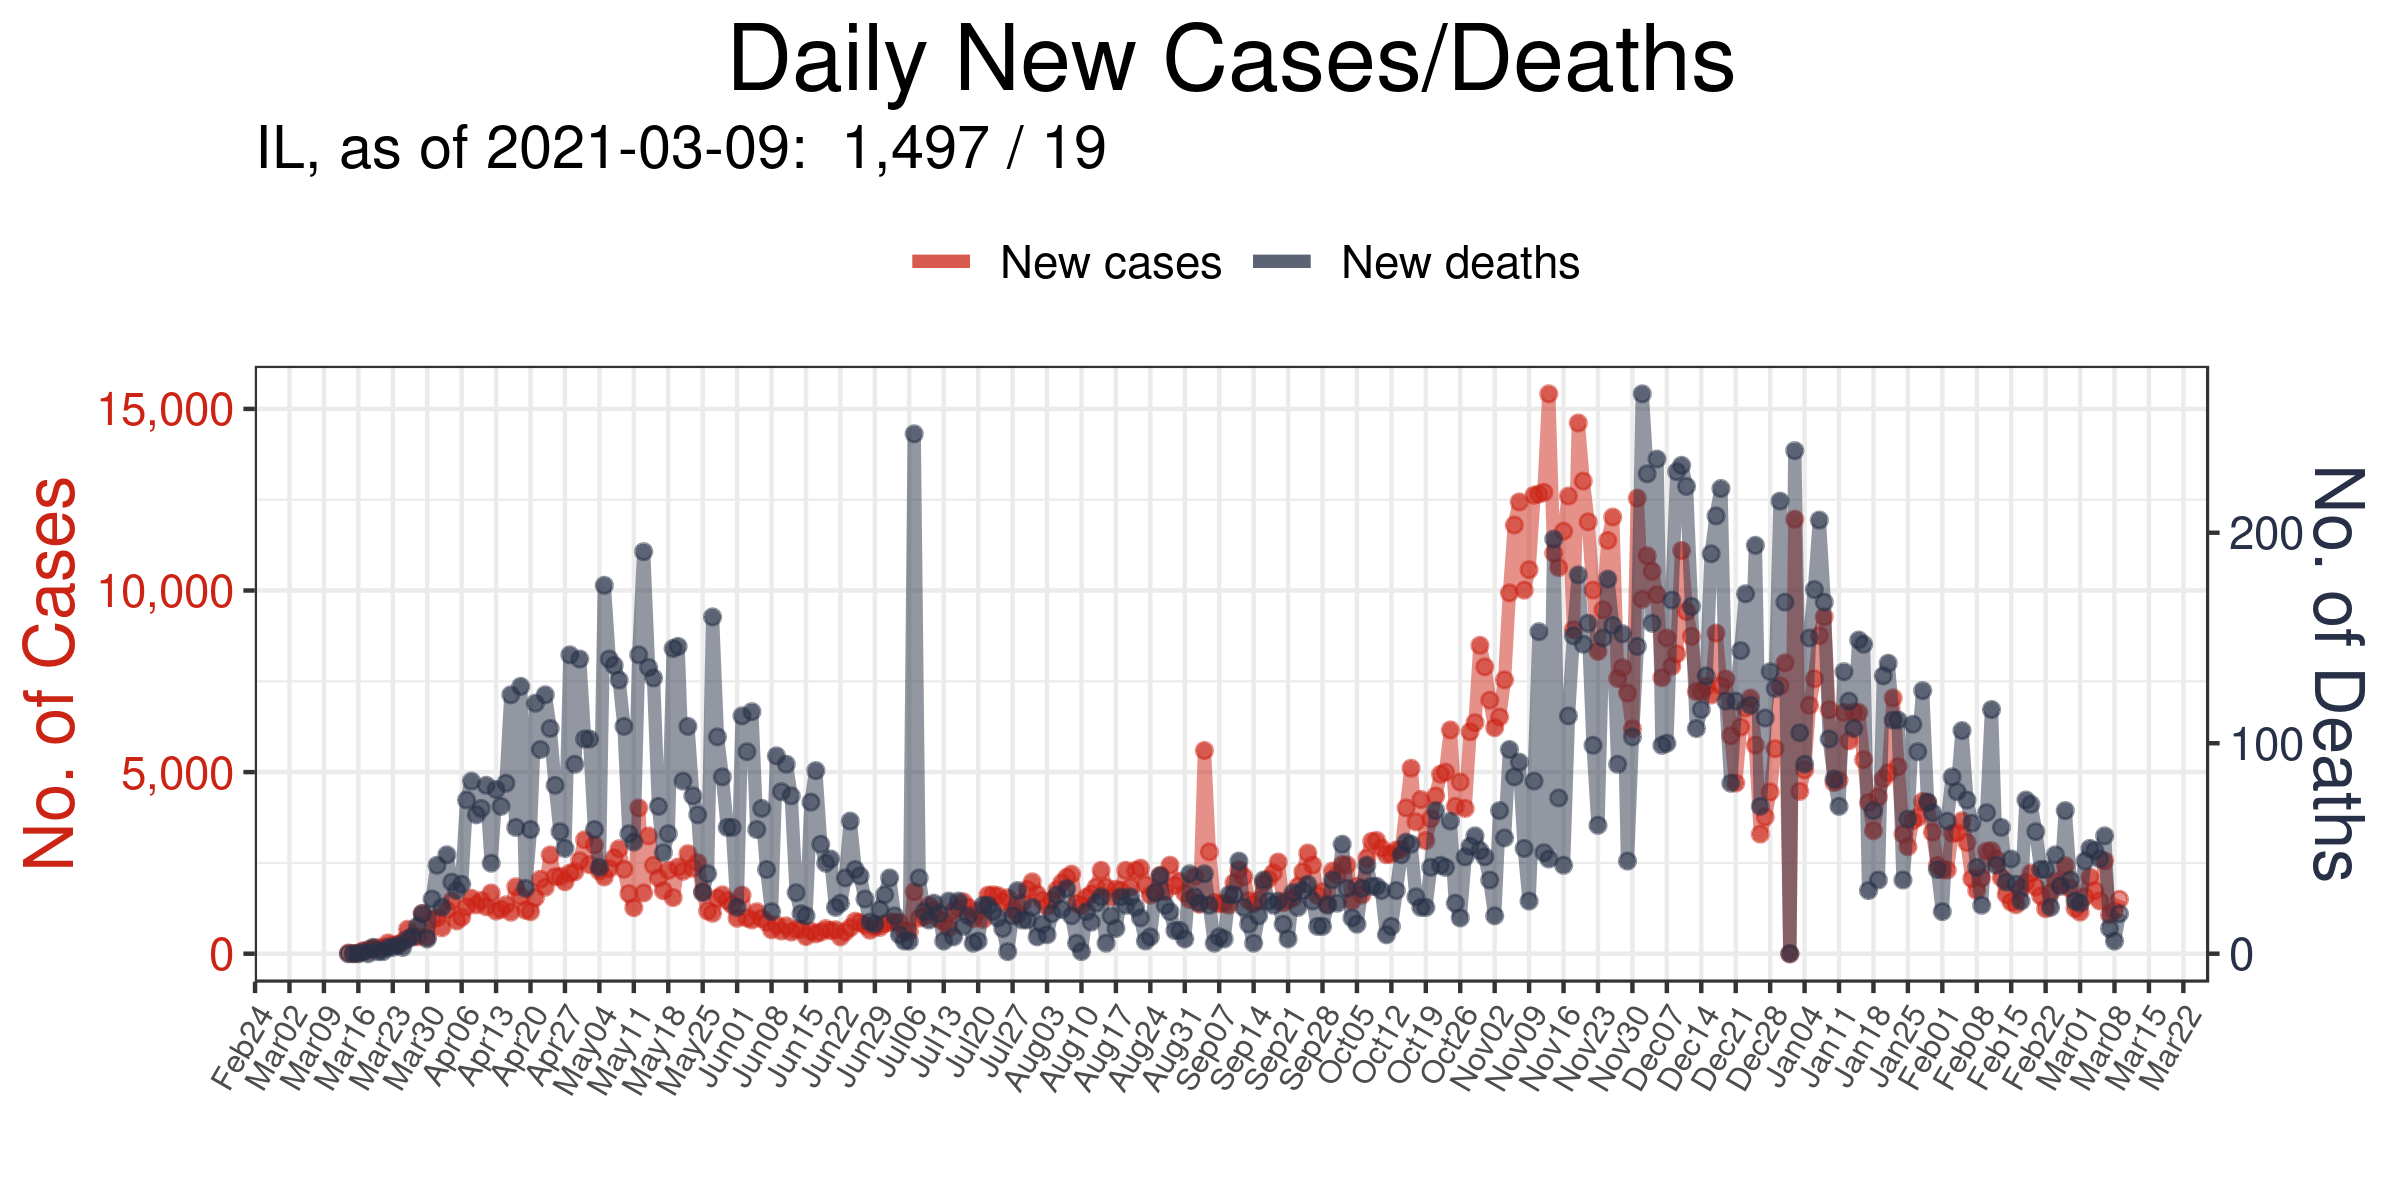 Daily New Cases/Deaths
IL, as of 2021-03-09:  1,497 / 19
New cases
New deaths
No. of Cases
15,000
10,000
5,000
0
No. of Deaths
200
100
0
Feb24
Mar02
Mar09
Mar16
Mar23
Mar30
Apr06
Apr13
Apr20
Apr27
May04
May11
May18
May25
Jun01
Jun08
Jun15
Jun22
Jun29
Jul06
Jul13
Jul20
Jul27
Aug03
Aug10
Aug17
Aug24
Aug31
Sep07
Sep14
Sep21
Sep28
Oct05
Oct12
Oct19
Oct26
Nov02
Nov09
Nov16
Nov23
Nov30
Dec07
Dec14
Dec21
Dec28
Jan04
Jan11
Jan18
Jan25
Feb01
Feb08
Feb15
Feb22
Mar01
Mar08
Mar15
Mar22